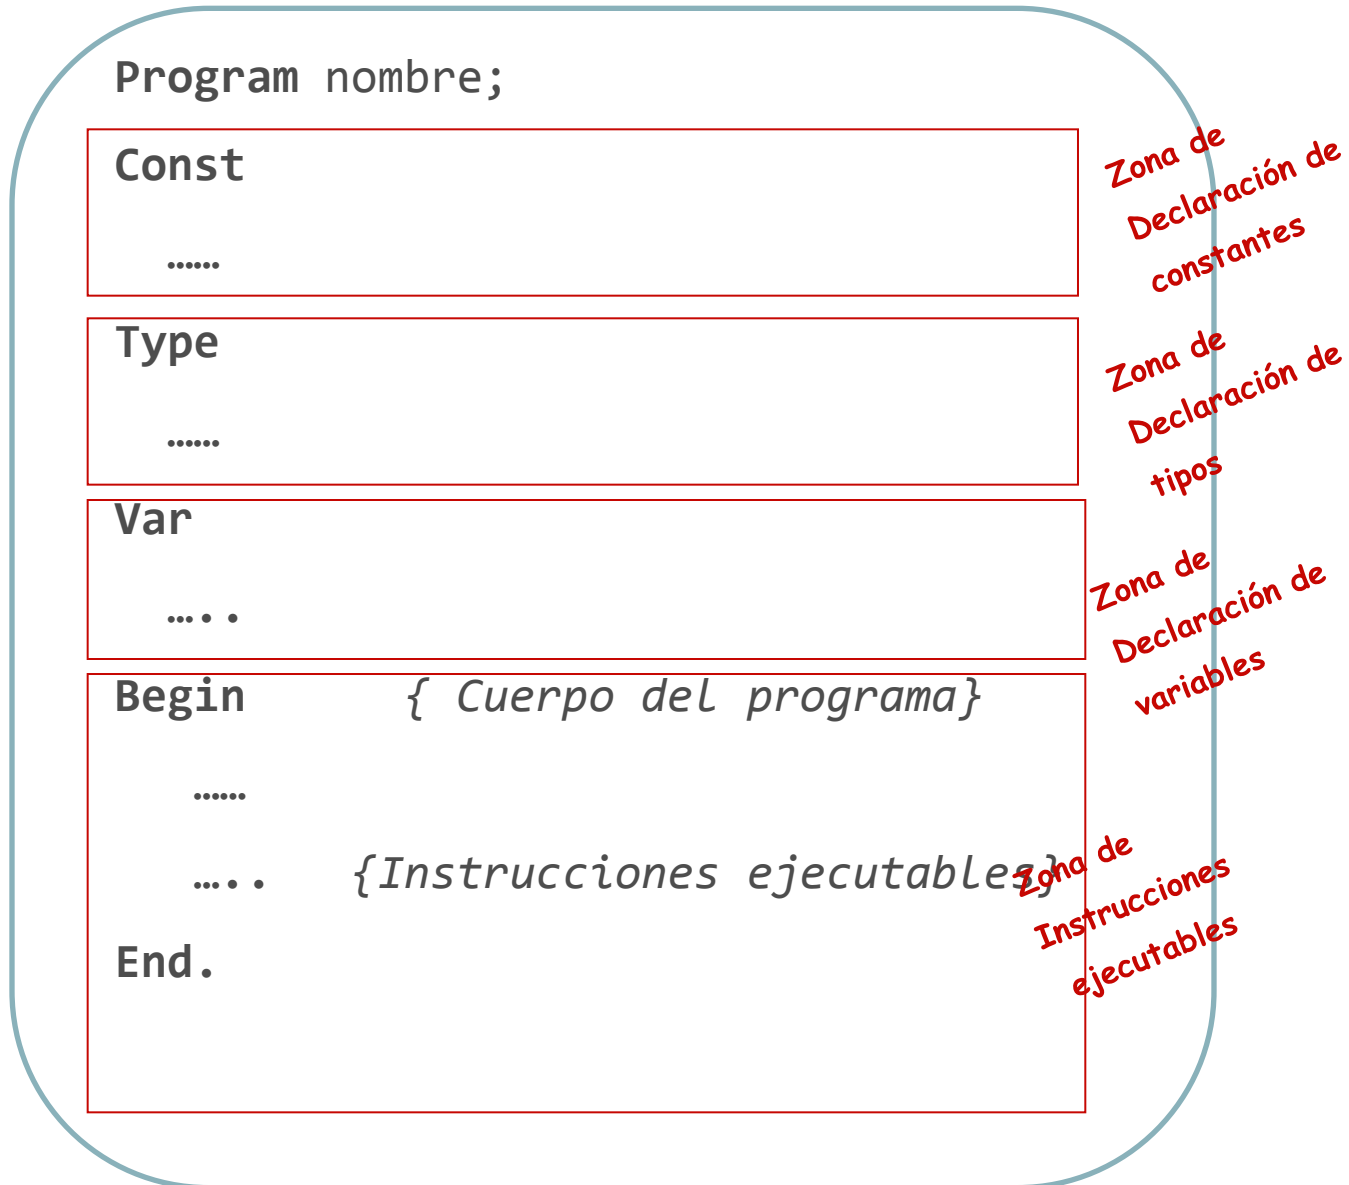 Program nombre;
Const
……
Zona de
Declaración de
constantes
Type
……
Zona de
Declaración de
tipos
Var
…..
Zona de
Declaración de
variables
Begin { Cuerpo del programa}
……
….. {Instrucciones ejecutables}
End.
Zona de
Instrucciones
ejecutables